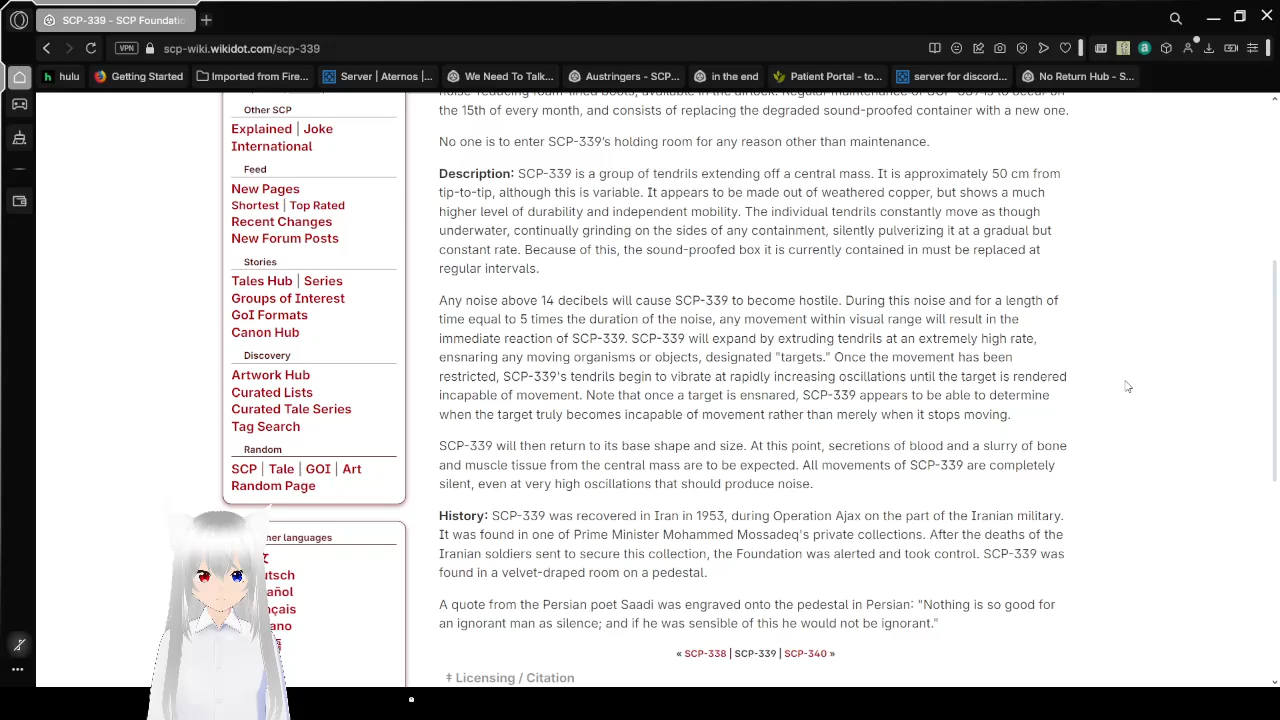 SCP-339 - SCP Foundatio
VPN
scp-wiki.wikidot.com/scp-339
hulu
Getting Started
Imported from Fire...
Server | Aternos |...
We Need To Talk...
Austringers - SCP...
in the end
Patient Portal - to...
server for discord...
No Return Hub - S...
Other SCP
Explained | Joke
International
Feed
New Pages
Shortest | Top Rated
Recent Changes
New Forum Posts
Stories
Tales Hub | Series
Groups of Interest
GoI Formats
Canon Hub
Discovery
Artwork Hub
Curated Lists
Curated Tale Series
Tag Search
Random
SCP | Tale | GOI | Art
Random Page
ner languages
utsch
añol
nçais
ano
the 15th of every month, and consists of replacing the degraded sound-proofed container with a new one.
No one is to enter SCP-339's holding room for any reason other than maintenance.
Description: SCP-339 is a group of tendrils extending off a central mass. It is approximately 50 cm from
tip-to-tip, although this is variable. It appears to be made out of weathered copper, but shows a much
higher level of durability and independent mobility. The individual tendrils constantly move as though
underwater, continually grinding on the sides of any containment, silently pulverizing it at a gradual but
constant rate. Because of this, the sound-proofed box it is currently contained in must be replaced at
regular intervals.
Any noise above 14 decibels will cause SCP-339 to become hostile. During this noise and for a length of
time equal to 5 times the duration of the noise, any movement within visual range will result in the
immediate reaction of SCP-339. SCP-339 will expand by extruding tendrils at an extremely high rate,
ensnaring any moving organisms or objects, designated "targets." Once the movement has been
restricted, SCP-339's tendrils begin to vibrate at rapidly increasing oscillations until the target is rendered
incapable of movement. Note that once a target is ensnared, SCP-339 appears to be able to determine
when the target truly becomes incapable of movement rather than merely when it stops moving.
SCP-339 will then return to its base shape and size. At this point, secretions of blood and a slurry of bone
and muscle tissue from the central mass are to be expected. All movements of SCP-339 are completely
silent, even at very high oscillations that should produce noise.
History: SCP-339 was recovered in Iran in 1953, during Operation Ajax on the part of the Iranian military.
It was found in one of Prime Minister Mohammed Mossadeq's private collections. After the deaths of the
Iranian soldiers sent to secure this collection, the Foundation was alerted and took control. SCP-339 was
found in a velvet-draped room on a pedestal.
A quote from the Persian poet Saadi was engraved onto the pedestal in Persian: "Nothing is so good for
an ignorant man as silence; and if he was sensible of this he would not be ignorant."
« SCP-338 | SCP-339 | SCP-340 »
‡ Licensing / Citation